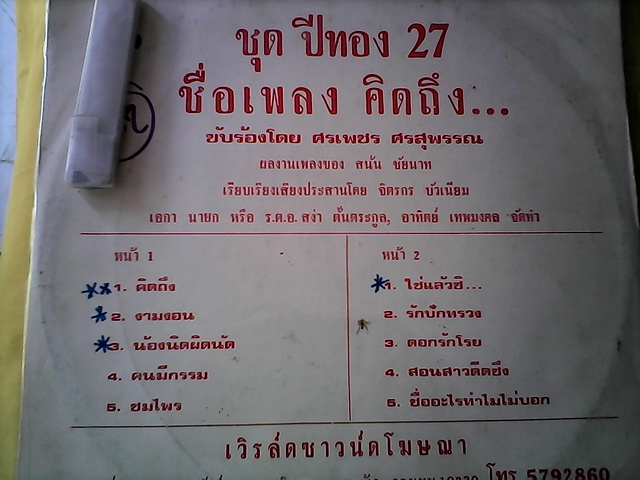 ชุด ปีทอง 27
ชื่อเพลง คิดถึง...
ขับร้องโดย ศรเพชร ศรสุพรรณ
ผลงานเพลงของ สนั่น ชัยนาท
เรียบเรียงเสียงประสานโดย จิตรกร บัวเนียม
เอกา นายก หรือ ร.ต.อ. สง่า ตั้นตระกูล, อาทิตย์ เทพมงคล จัดทำ
หน้า 1
1. คิดถึง
2. งามงอน
3. น้องนิดผิดนัด
4. คนมีกรรม
5. ชมไพร
หน้า 2
1. ใช่แล้วซิ...
2. รักปักทรวง
3. ดอกรักโรย
4. สอนสาวดีดซึง
5. ชื่ออะไรทำไมไม่บอก
เวิรล์ดซาวน์ดโฆษณา
โทร 5792860